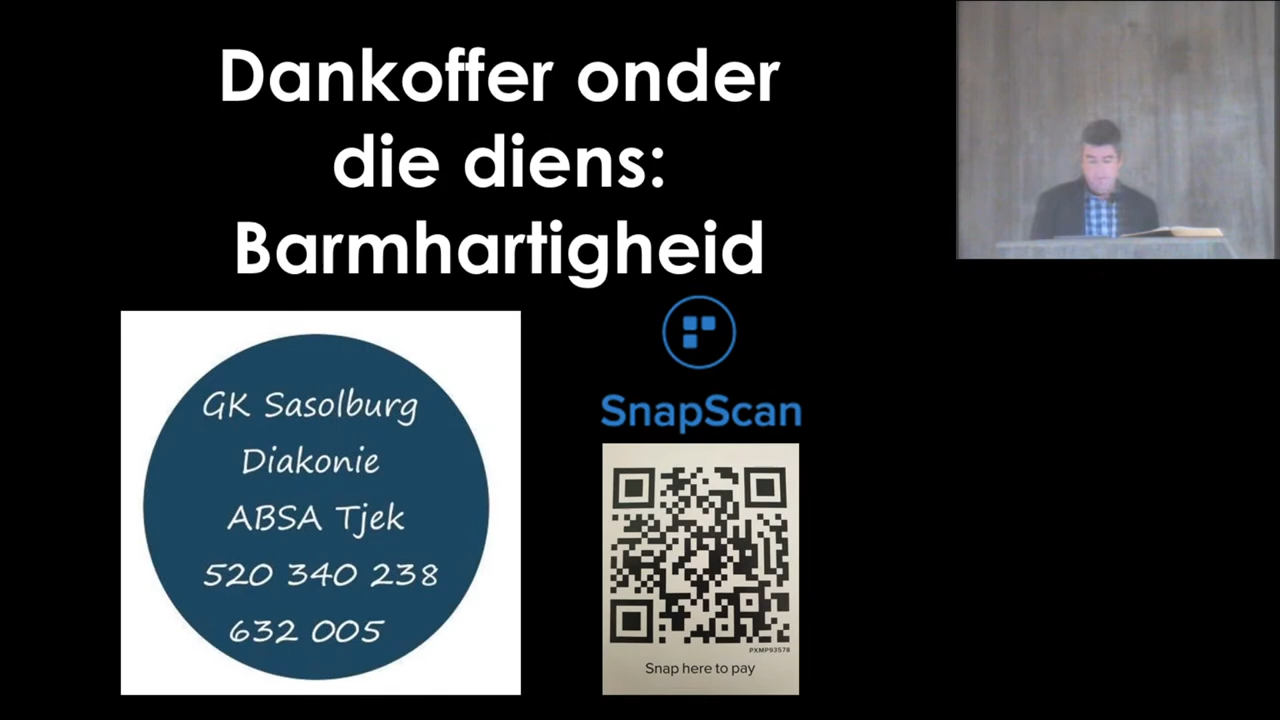 Dankoffer onder
die diens:
Barmhartigheid
GK Sasolburg
Diakonie
ABSA Tjek
520 340 238
632 005
SnapScan
PXMP93578
Snap here to pay